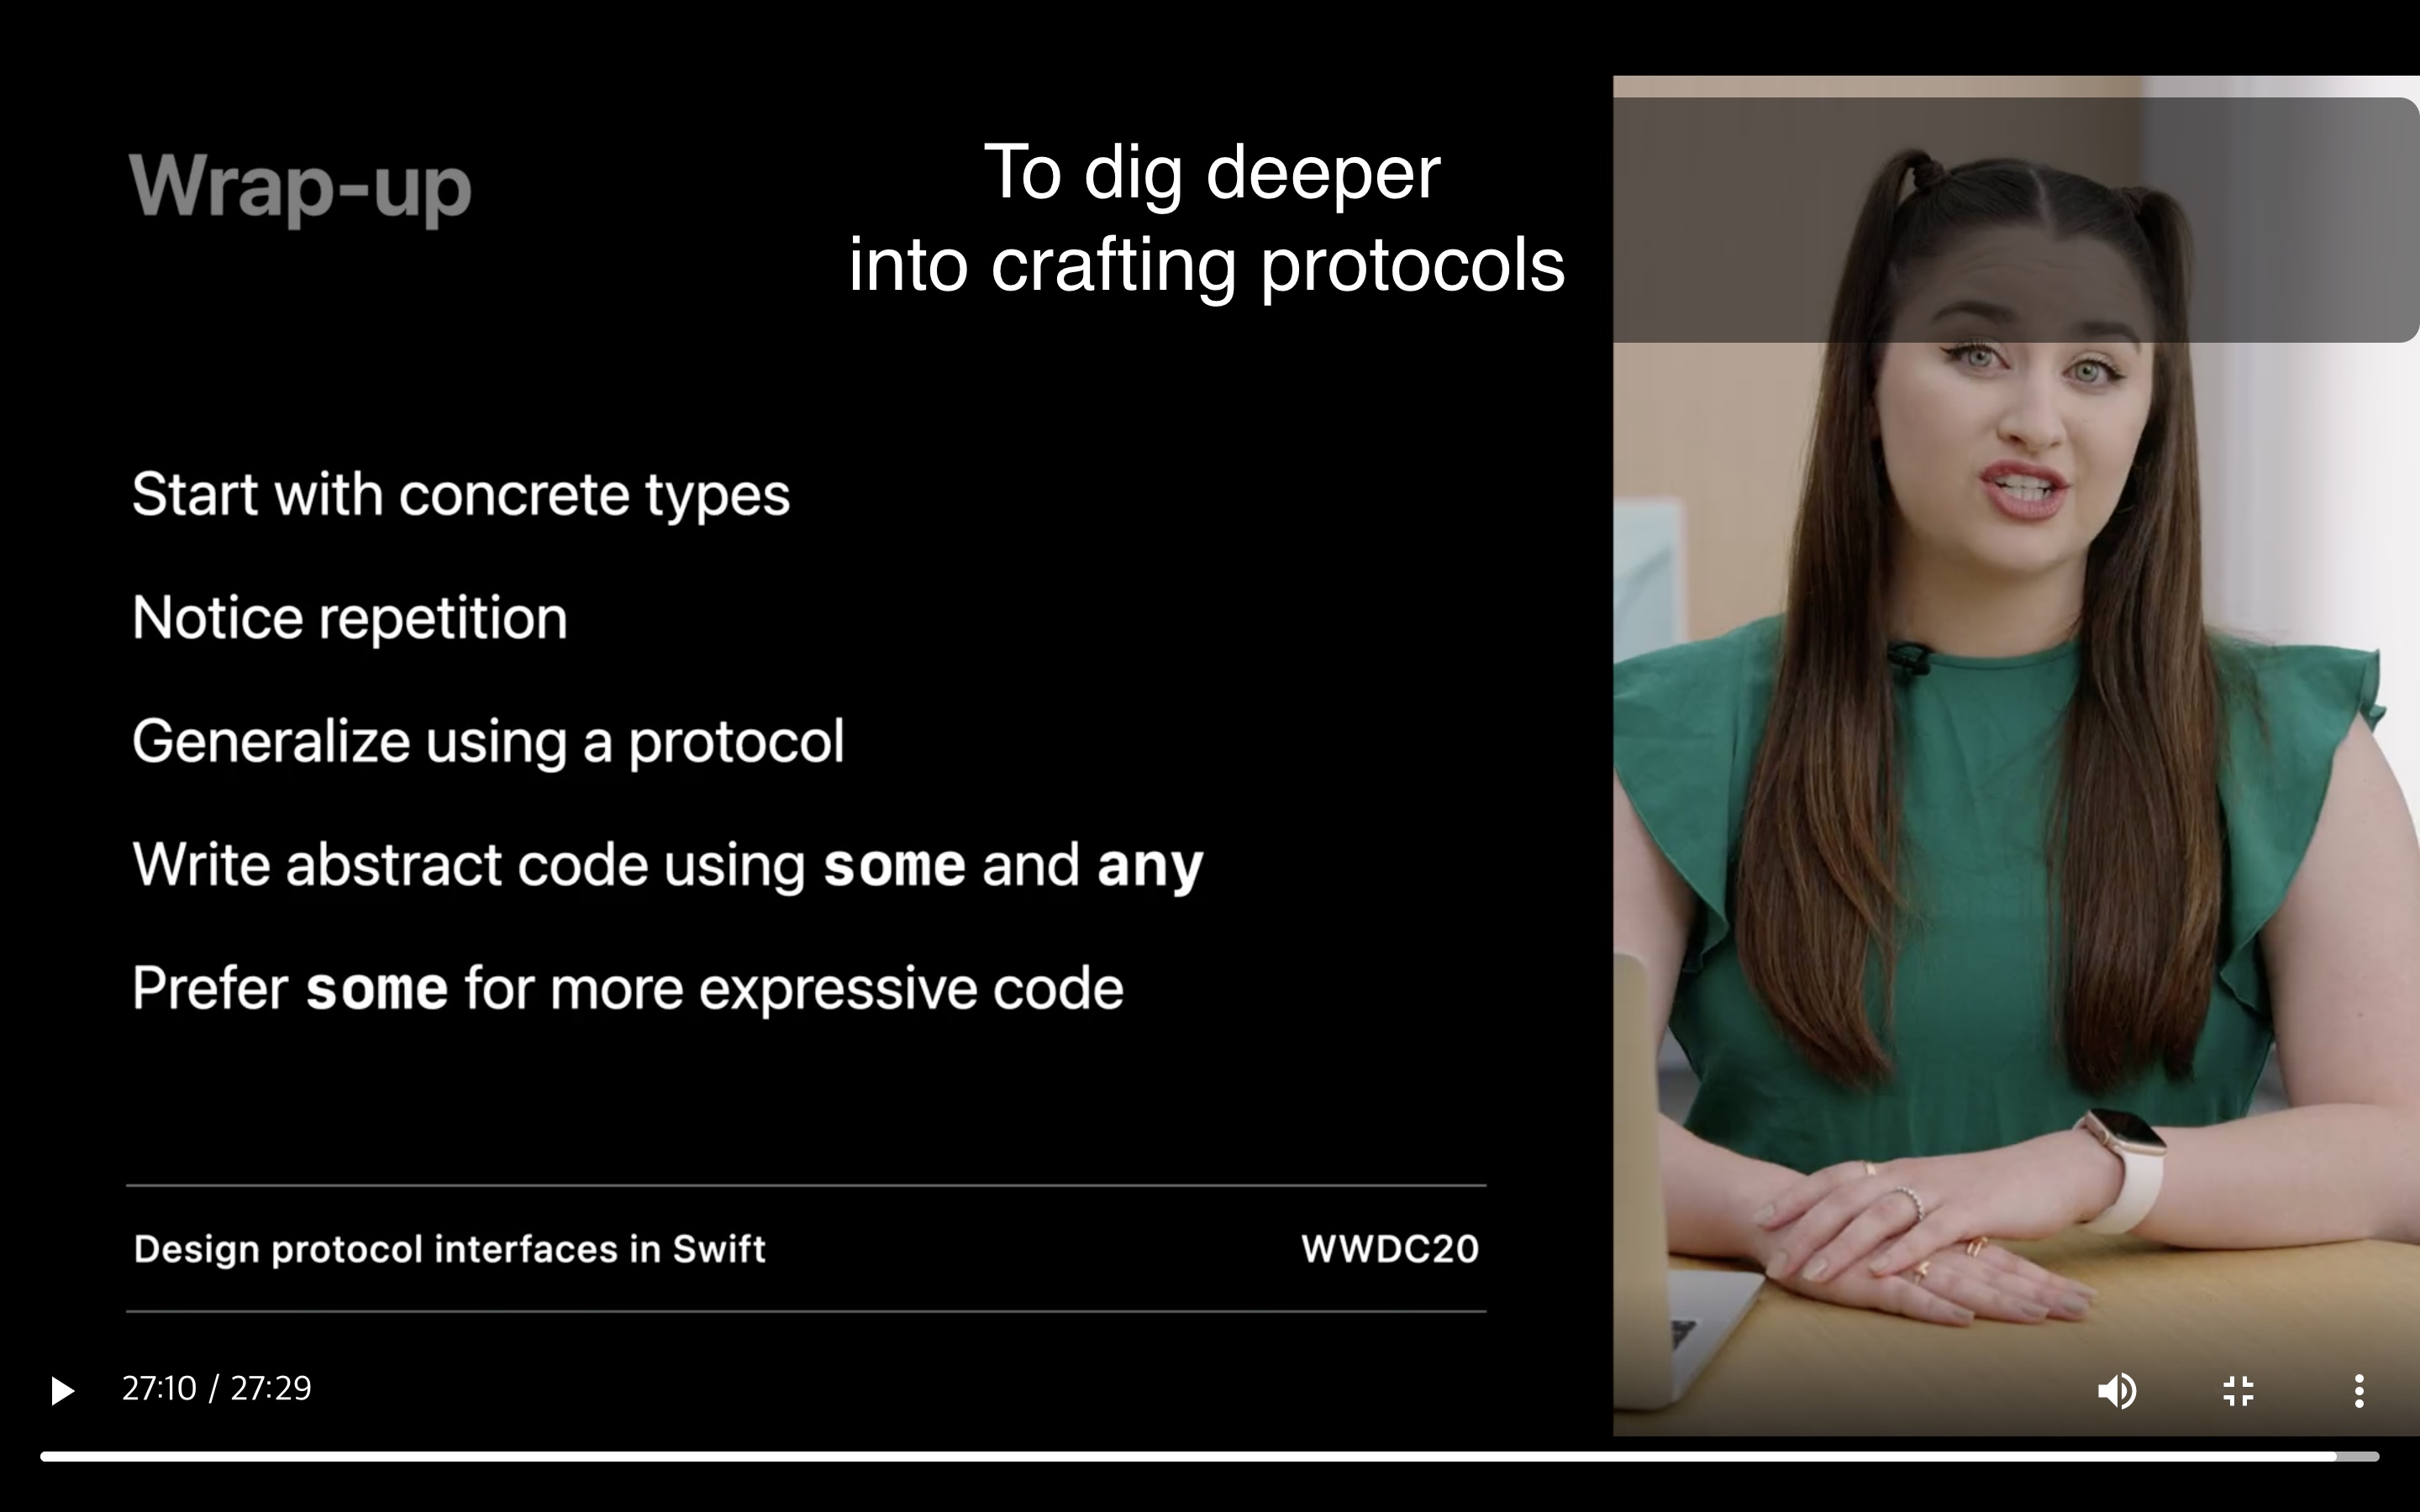 Wrap-up
To dig deeper
into crafting protocols
Start with concrete types
Notice repetition
Generalize using a protocol
Write abstract code using some and any
Prefer some for more expressive code
Design protocol interfaces in Swift WWDC20
27:10 / 27:29